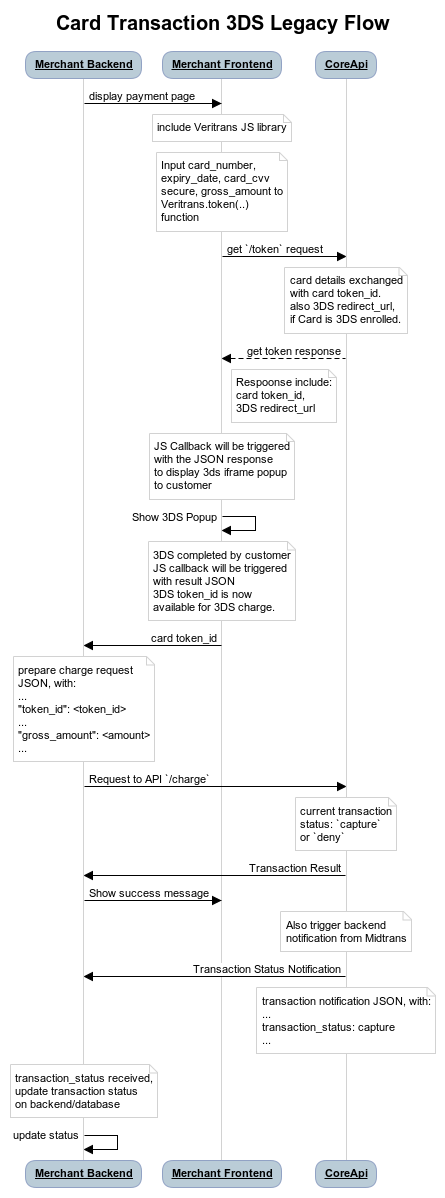 Card Transaction 3DS Legacy Flow
Merchant Backend
Merchant Frontend
CoreApi
display payment page
include Veritrans JS library
Input card_number,
expiry_date, card_cvv
secure, gross_amount to
Veritrans.token(..)
function
get `/token` request
card details exchanged
with card token_id.
also 3DS redirect_url,
if Card is 3DS enrolled.
get token response
Respoonse include:
card token_id,
3DS redirect_url
JS Callback will be triggered
with the JSON response
to display 3ds iframe popup
to customer
Show 3DS Popup
3DS completed by customer
JS callback will be triggered
with result JSON
3DS token_id is now
available for 3DS charge.
card token_id
prepare charge request
JSON, with:
...
"token_id": <token_id>
...
"gross_amount": <amount>
...
Request to API `/charge`
current transaction
status: `capture`
or `deny`
Transaction Result
Show success message
Also trigger backend
notification from Midtrans
Transaction Status Notification
transaction notification JSON, with:
...
transaction_status: capture
...
transaction_status received,
update transaction status
on backend/database
update status
Merchant Backend
Merchant Frontend
CoreApi